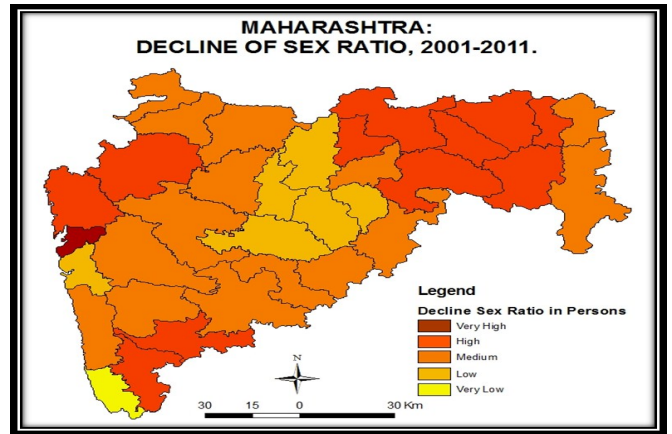 MAHARASHTRA:
DECLINE OF SEX RATIO, 2001-2011.
Legend
Decline Sex Ratio in Persons
Very High
High
Medium
Low
Very Low
N
30 15 0 30 Km